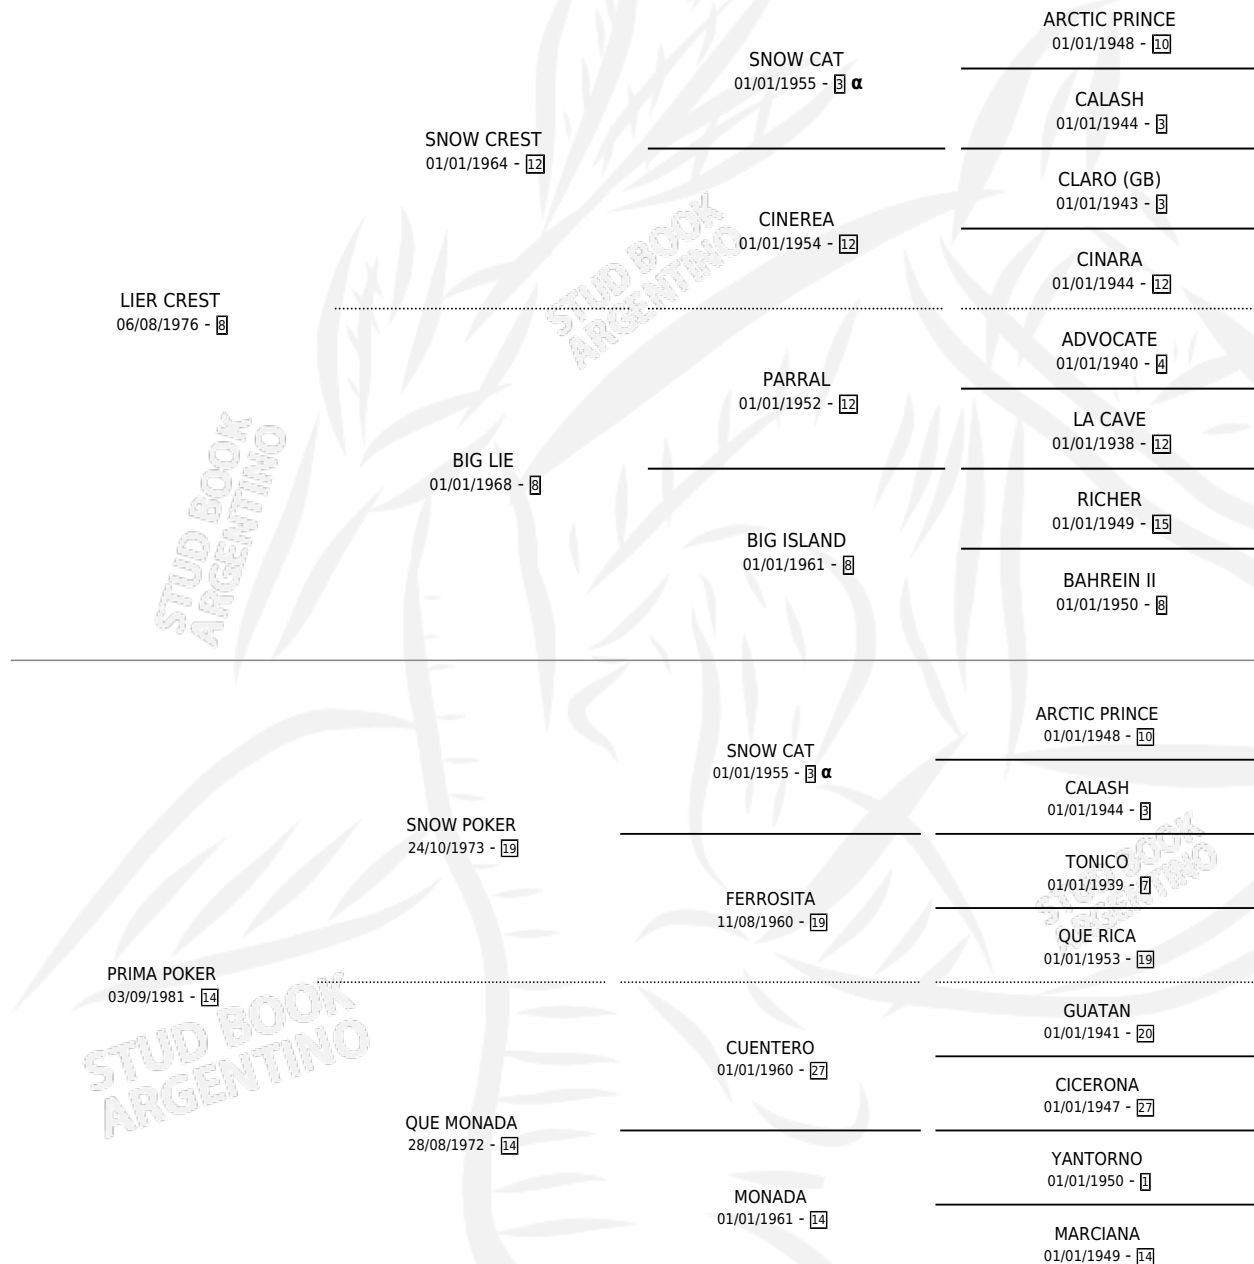 ARCTIC PRINCE
01/01/1948 - 10
SNOW CAT
01/01/1955 - 3 α
CALASH
01/01/1944 - 3
SNOW CREST
01/01/1964 - 12
CLARO (GB)
01/01/1943 - 3
CINEREA
01/01/1954 - 12
CINARA
01/01/1944 - 12
LIER CREST
06/08/1976 - 8
ADVOCATE
01/01/1940 - 4
PARRAL
01/01/1952 - 12
LA CAVE
01/01/1938 - 12
BIG LIE
01/01/1968 - 8
RICHER
01/01/1949 - 15
BIG ISLAND
01/01/1961 - 8
BAHREIN II
01/01/1950 - 8
STUD BOOK
ARGENTINO
STUD BOOK
ARGENTINO
ARCTIC PRINCE
01/01/1948 - 10
SNOW CAT
01/01/1955 - 3 α
CALASH
01/01/1944 - 3
SNOW POKER
24/10/1973 - 19
TONICO
01/01/1939 - 7
FERROSITA
11/08/1960 - 19
QUE RICA
01/01/1953 - 19
PRIMA POKER
03/09/1981 - 14
GUATAN
01/01/1941 - 20
CUENTERO
01/01/1960 - 27
CICERONA
01/01/1947 - 27
QUE MONADA
28/08/1972 - 14
YANTORNO
01/01/1950 - 1
MONADA
01/01/1961 - 14
MARCIANA
01/01/1949 - 14
STUD BOOK
ARGENTINO
STUD BOOK
ARGENTINO